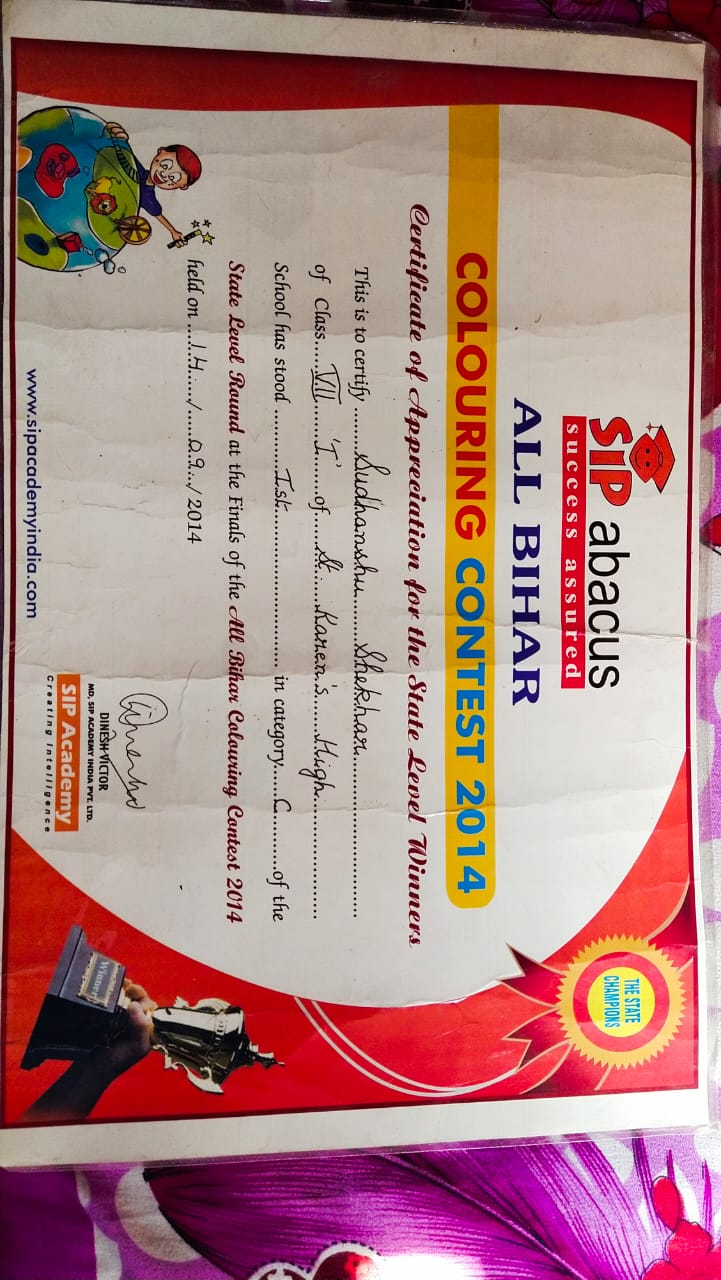 SIP abacus
success assured
ALL BIHAR
COLOURING CONTEST 2014
Certificate of Appreciation for the State Level Winners
This is to certify ......Sudhanshu......Shekhar..............................
of Class.....VII.....'I'.....of.....St.....Karen's.....High.....................
School has stood ..........Ist............................. in category....C..........of the
State Level Round at the Finals of the All Bihar Colouring Contest 2014
held on ...14...../.....09.../ 2014
THE STATE
CHAMPIONS
DINESH VICTOR
MD, SIP ACADEMY INDIA PVT. LTD.
SIP Academy
Creating Intelligence
www.sipacademyindia.com
Winner